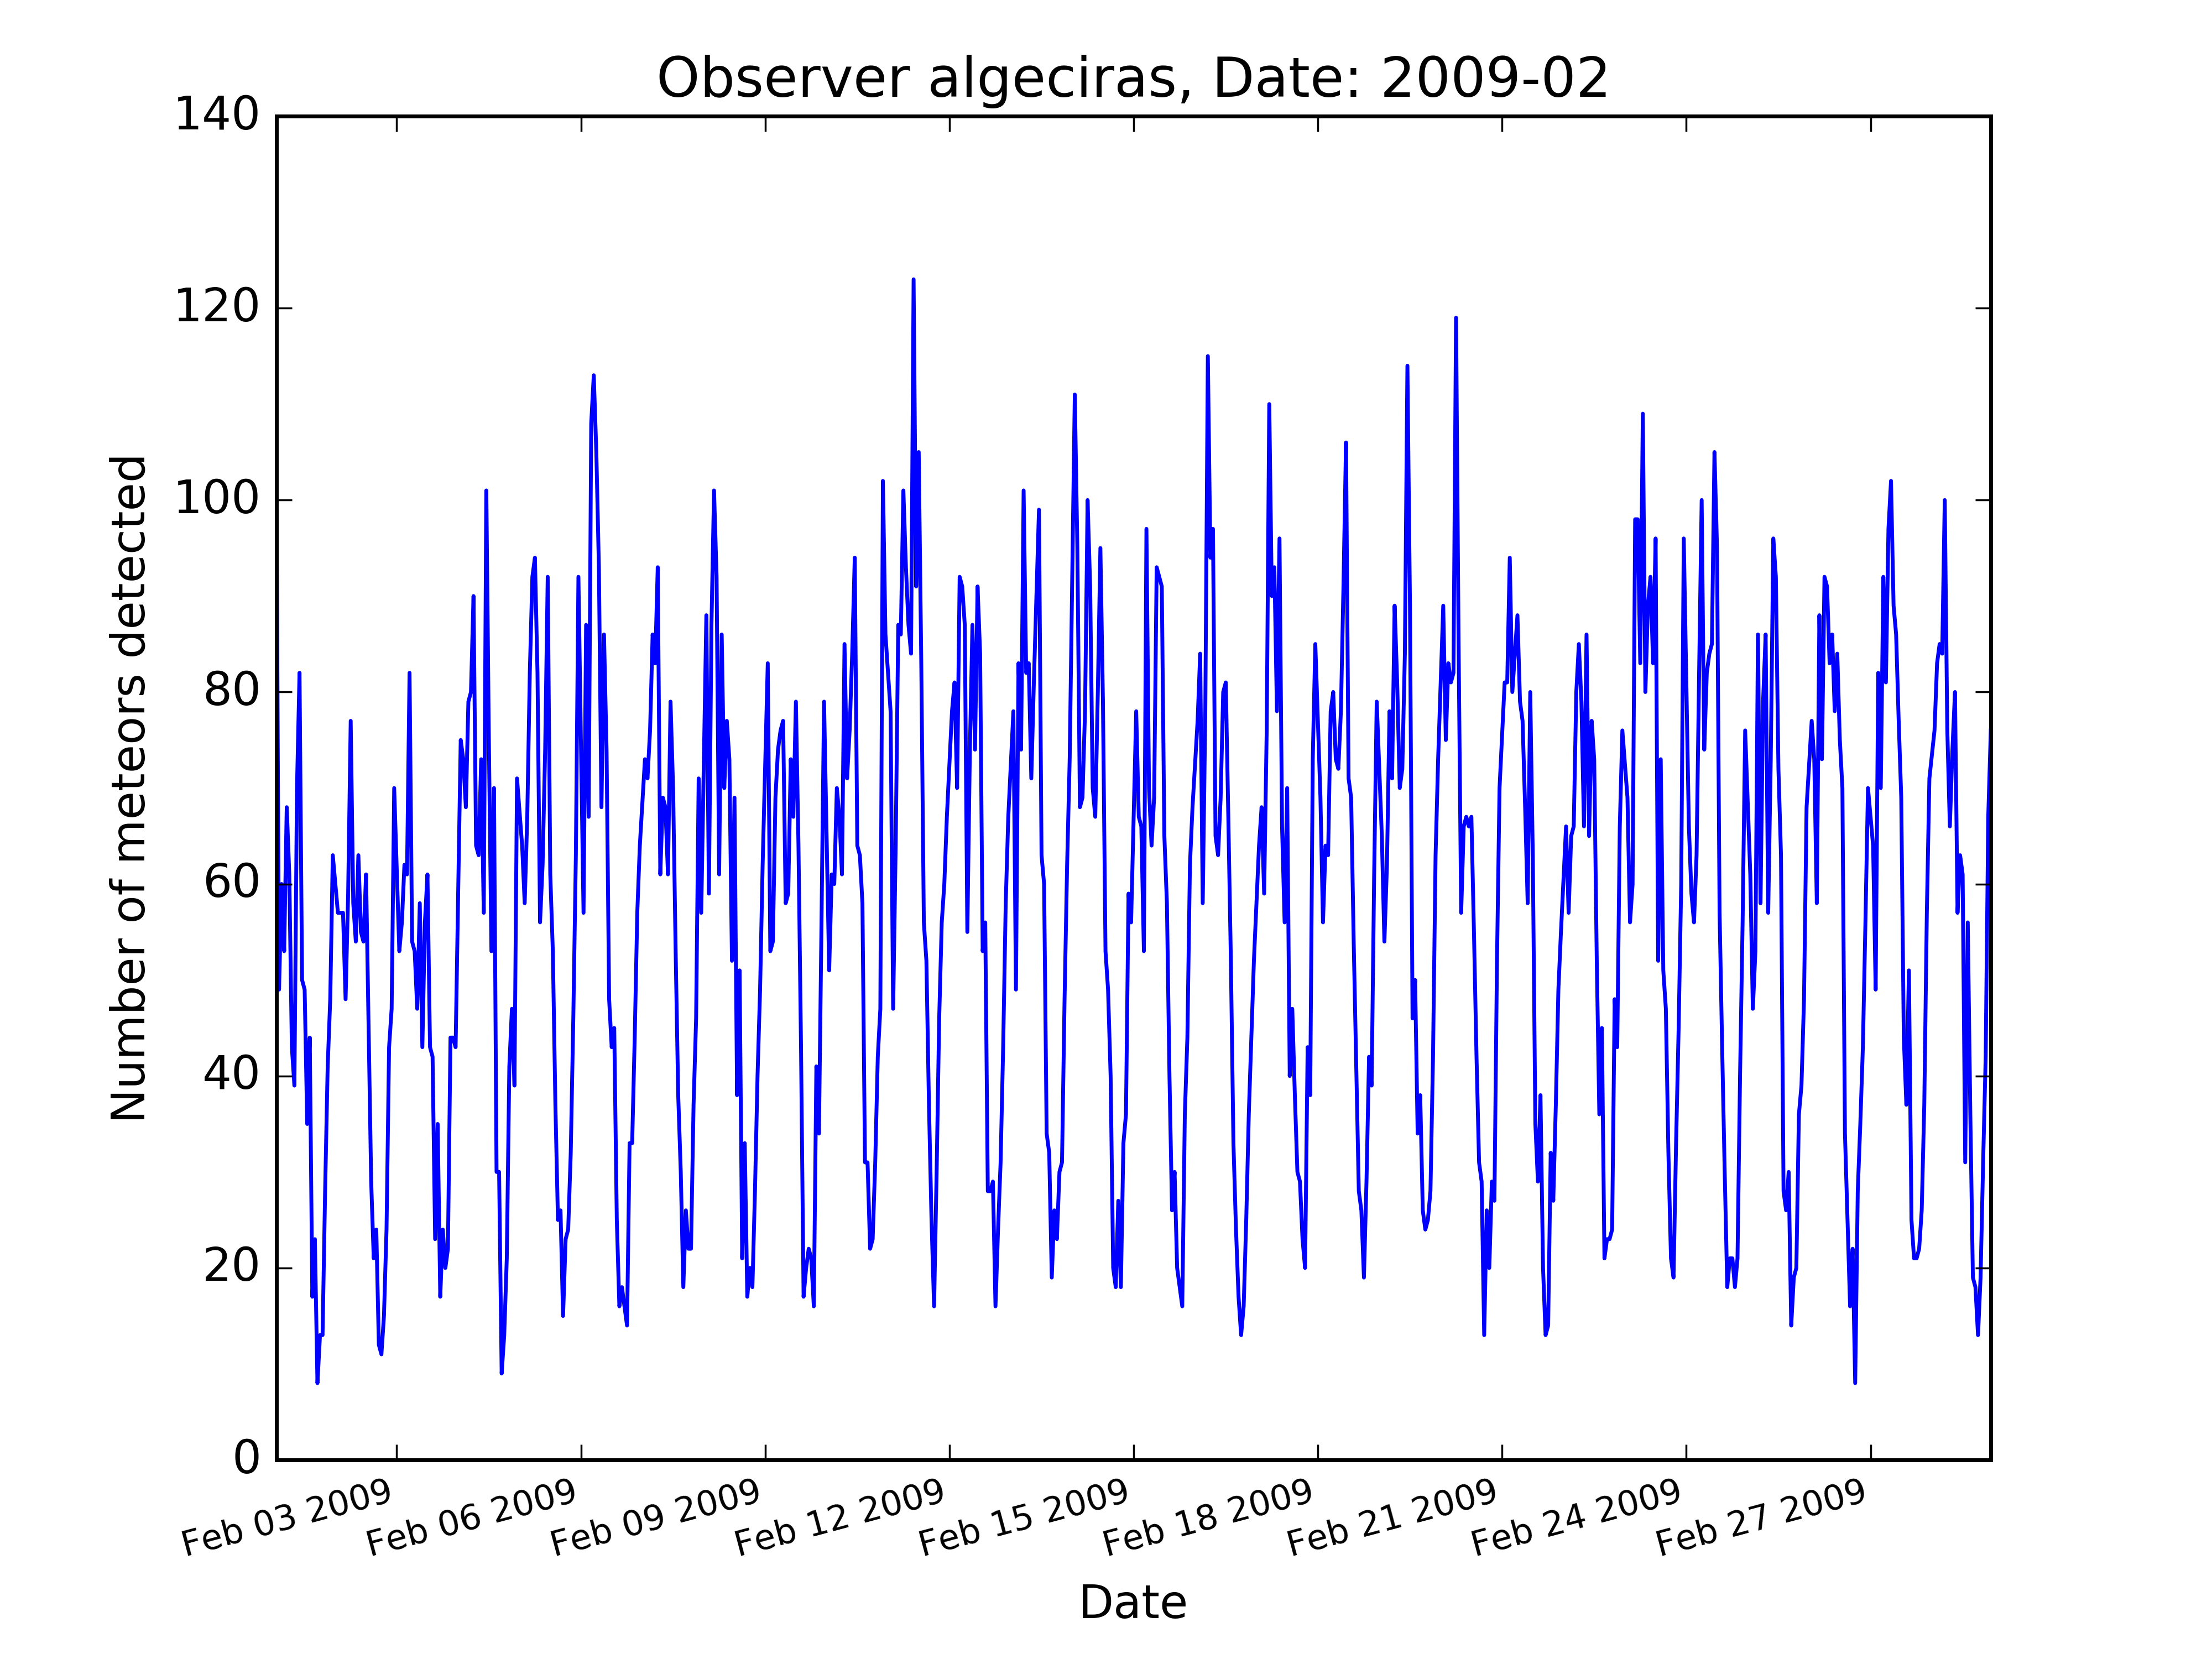 Observer algeciras, Date: 2009-02
140
120
100
80
60
40
20
0
Number of meteors detected
Feb 03 2009
Feb 06 2009
Feb 09 2009
Feb 12 2009
Feb 15 2009
Feb 18 2009
Feb 21 2009
Feb 24 2009
Feb 27 2009
Date